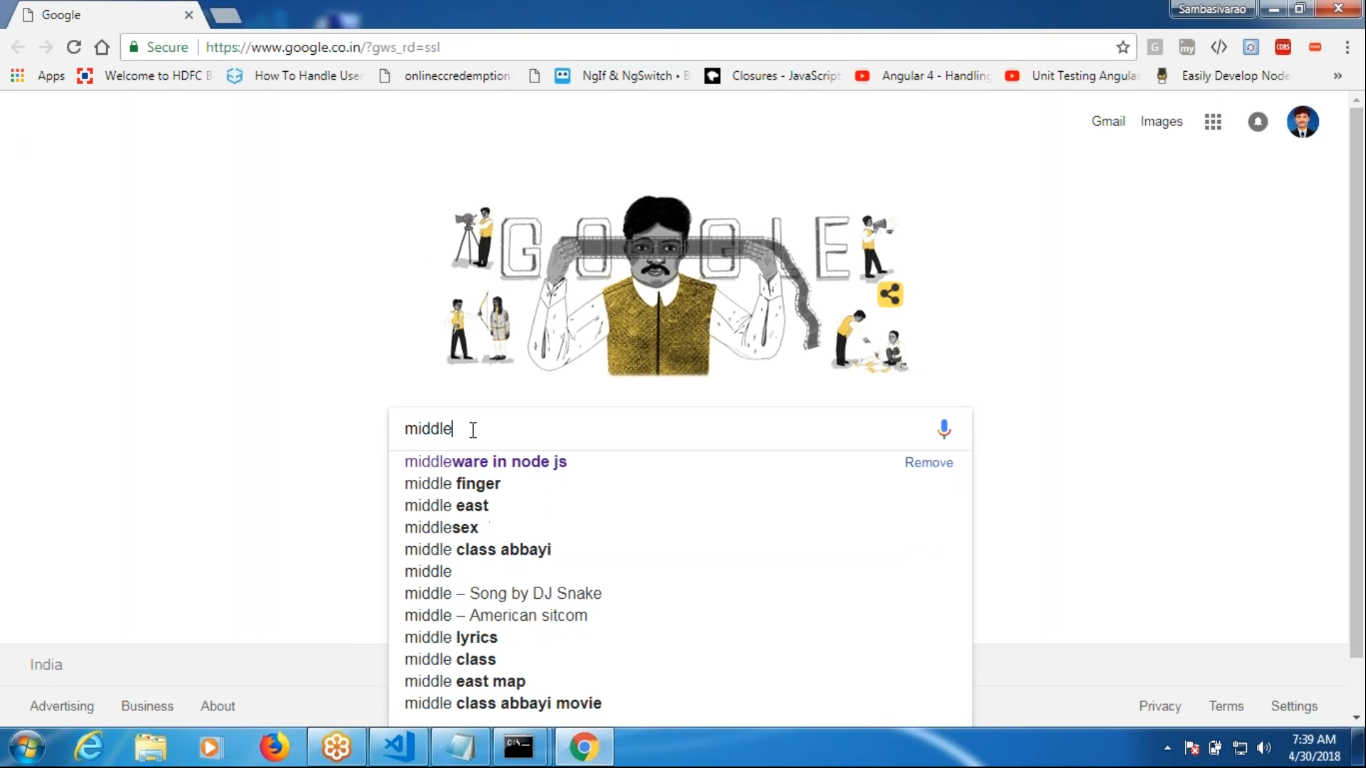 Google
Sambasivarao
Secure
https://www.google.co.in/?gws_rd=ssl
Apps
Welcome to HDFC B
How To Handle User
onlineccredemption
NgIf & NgSwitch • B
Closures - JavaScript
Angular 4 - Handling
Unit Testing Angular
Easily Develop Node
»
Gmail
Images
GOOGLE
middle
middleware in node js
Remove
middle finger
middle east
middlesex
middle class abbayi
middle
middle – Song by DJ Snake
middle – American sitcom
middle lyrics
middle class
middle east map
middle class abbayi movie
India
Advertising
Business
About
Privacy
Terms
Settings
7:39 AM
4/30/2018